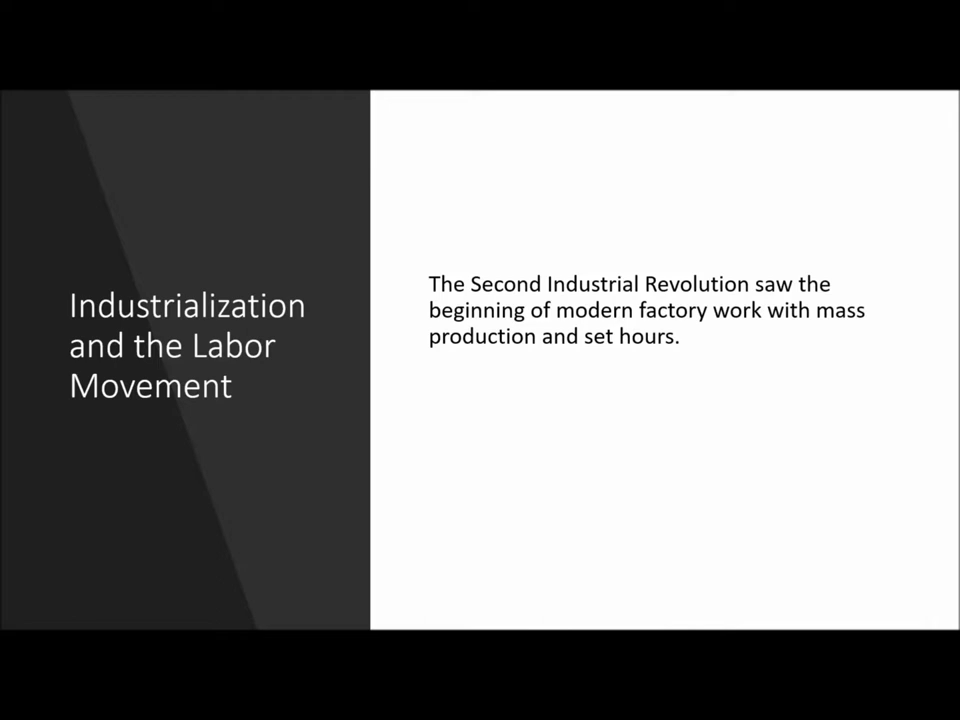 Industrialization
and the Labor
Movement
The Second Industrial Revolution saw the
beginning of modern factory work with mass
production and set hours.